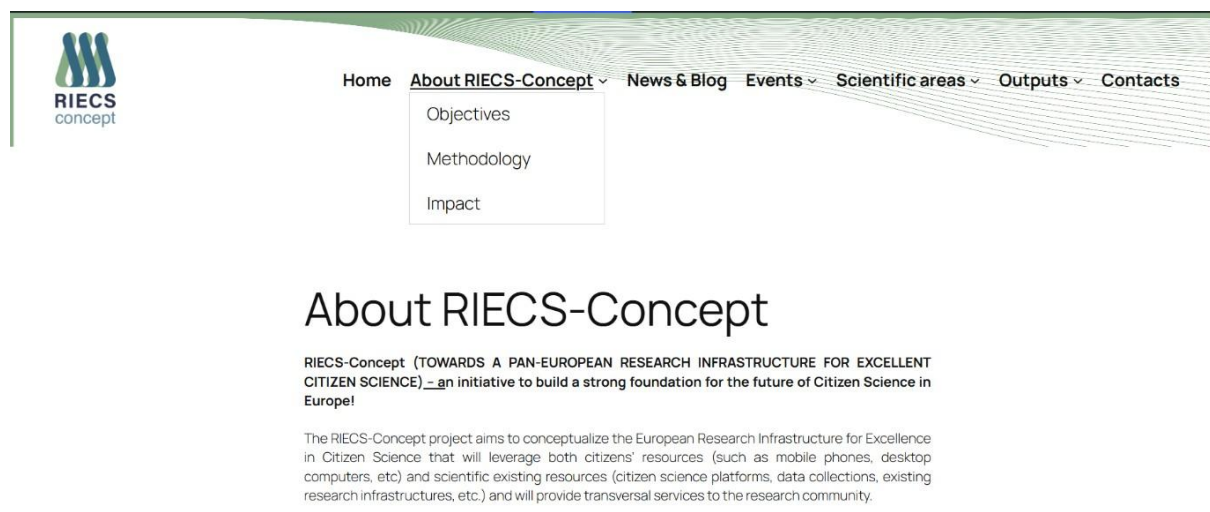 RIECS
concept
Home About RIECS-Concept News & Blog Events Scientific areas Outputs Contacts
Objectives
Methodology
Impact
About RIECS-Concept
RIECS-Concept (TOWARDS A PAN-EUROPEAN RESEARCH INFRASTRUCTURE FOR EXCELLENT
CITIZEN SCIENCE) – an initiative to build a strong foundation for the future of Citizen Science in
Europe!
The RIECS-Concept project aims to conceptualize the European Research Infrastructure for Excellence
in Citizen Science that will leverage both citizens' resources (such as mobile phones, desktop
computers, etc) and scientific existing resources (citizen science platforms, data collections, existing
research infrastructures, etc.) and will provide transversal services to the research community.